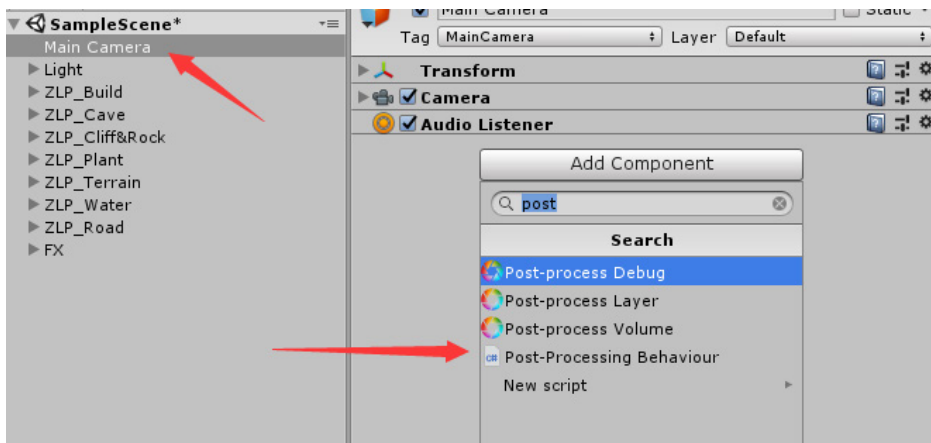 SampleScene*
Main Camera
Light
ZLP_Build
ZLP_Cave
ZLP_Cliff&Rock
ZLP_Plant
ZLP_Terrain
ZLP_Water
ZLP_Road
FX
Main Camera Static
Tag MainCamera Layer Default
Transform
Camera
Audio Listener
Add Component
post
Search
Post-process Debug
Post-process Layer
Post-process Volume
C# Post-Processing Behaviour
New script